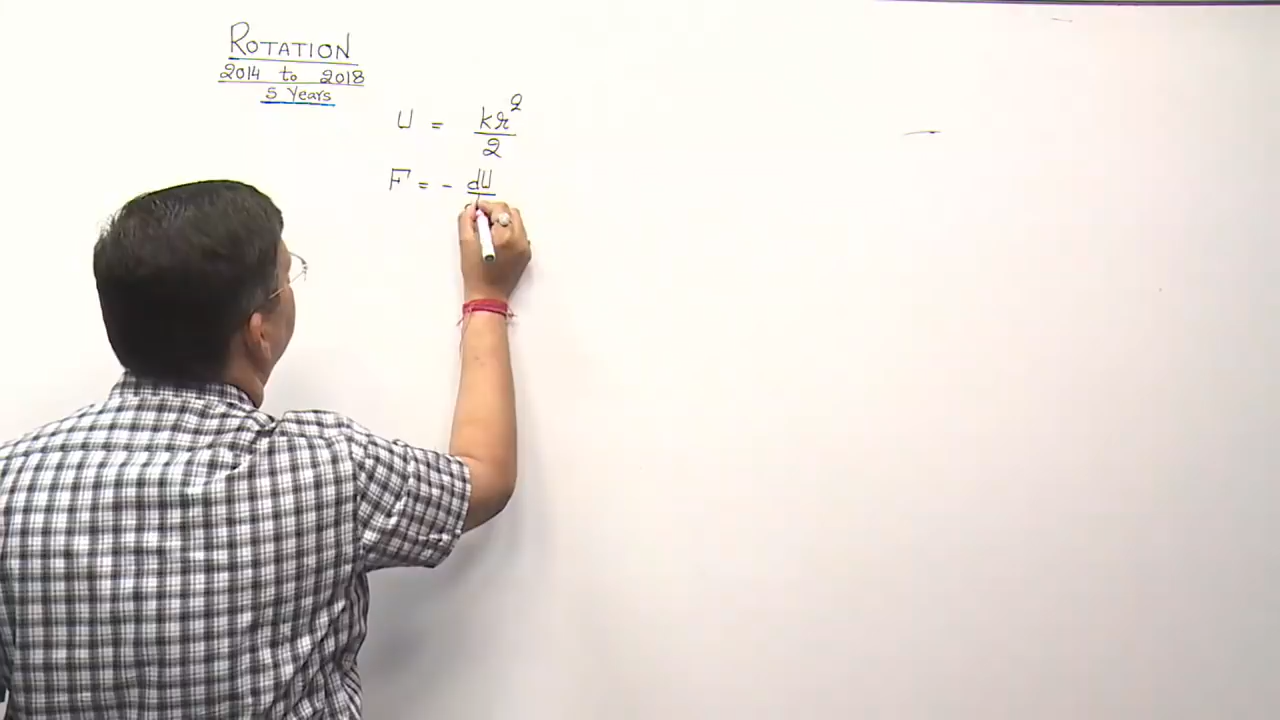 ROTATION
2014 to 2018
5 Years
U = kr²/2
F = - dU